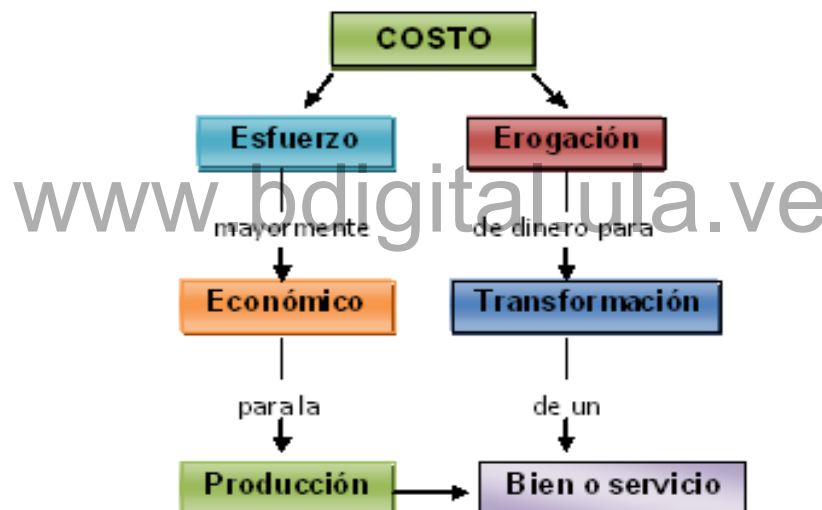 COSTO
Esfuerzo Erogación
www.bdigital.ula.ve
mayormente de dinero para
Económico Transformación
para la de un
Producción Bien o servicio